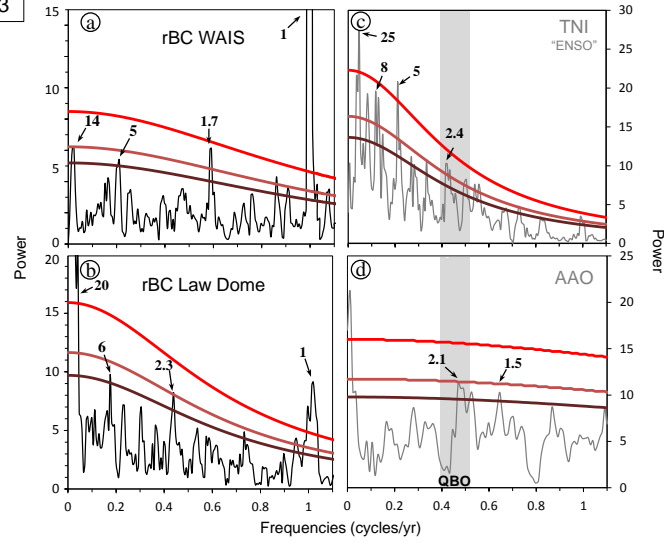 3
a
rBC WAIS
1
14
5
1.7
15
10
5
0
c
TNI
“ENSO”
25
8
5
2.4
30
25
20
15
10
5
0
Power
Power
b
rBC Law Dome
20
6
2.3
1
20
15
10
5
0
d
AAO
2.1
1.5
QBO
25
20
15
10
5
0
0 0.2 0.4 0.6 0.8 1
0 0.2 0.4 0.6 0.8 1
Frequencies (cycles/yr)